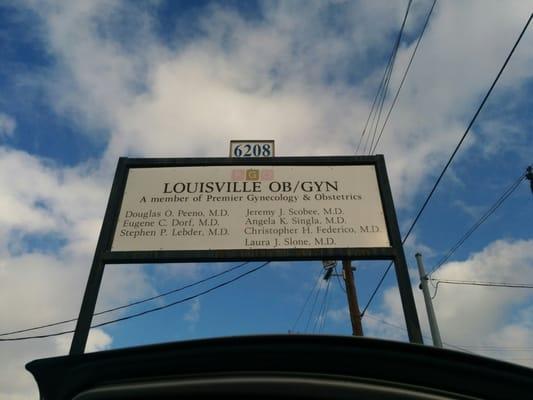 6208
LOUISVILLE OB/GYN
A member of Premier Gynecology & Obstetrics
Douglas O. Peeno, M.D.
Eugene C. Dorf, M.D.
Stephen P. Lebder, M.D.
Jeremy J. Scobee, M.D.
Angela K. Singla, M.D.
Christopher H. Federico, M.D.
Laura J. Slone, M.D.